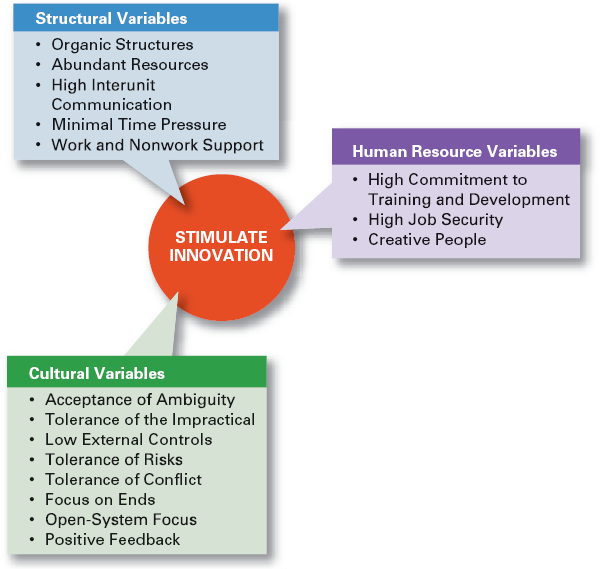 Structural Variables
• Organic Structures
• Abundant Resources
• High Interunit
Communication
• Minimal Time Pressure
• Work and Nonwork Support
Human Resource Variables
• High Commitment to
Training and Development
• High Job Security
• Creative People
STIMULATE
INNOVATION
Cultural Variables
• Acceptance of Ambiguity
• Tolerance of the Impractical
• Low External Controls
• Tolerance of Risks
• Tolerance of Conflict
• Focus on Ends
• Open-System Focus
• Positive Feedback